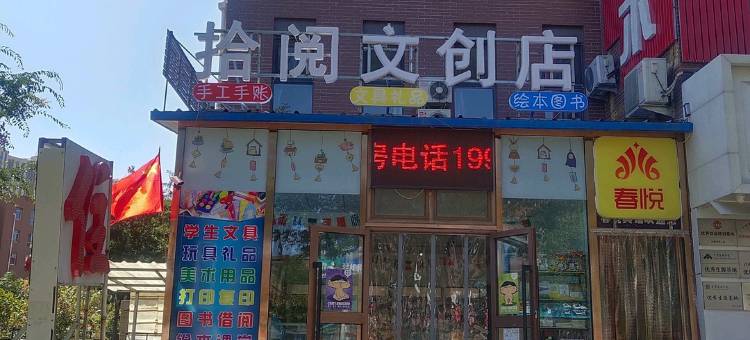 拾阅文创店
手工手账
文具礼品
绘本图书
号电话199
春悦
学生文具
玩具礼品
美术用品
打印复印
图书借阅